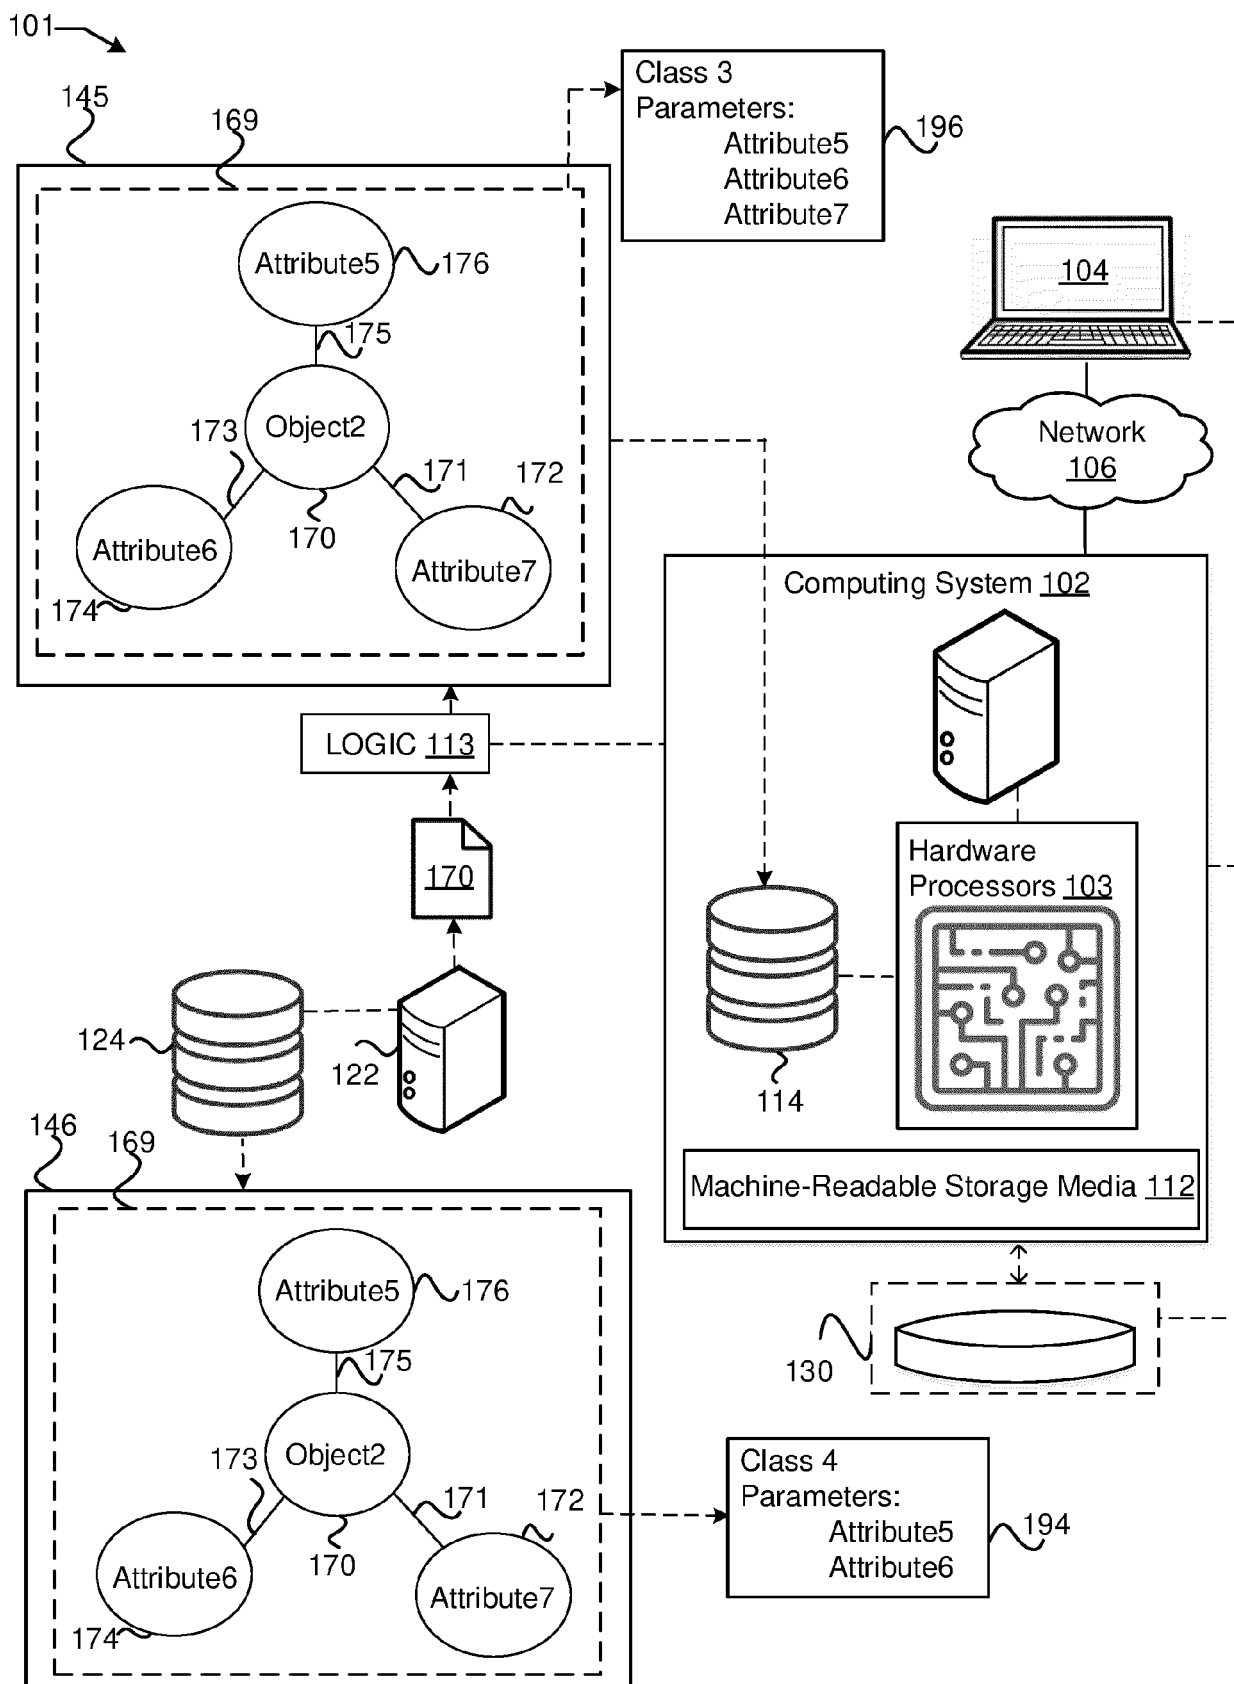 101
145
169
Class 3
Parameters:
Attribute5
Attribute6
Attribute7
196
Attribute5
176
175
Object2
173
171
172
170
Attribute6
Attribute7
174
104
Network
106
Computing System 102
LOGIC 113
170
Hardware
Processors 103
124
122
114
Machine-Readable Storage Media 112
146
169
Attribute5
176
175
Object2
173
171
172
170
Attribute6
Attribute7
174
130
Class 4
Parameters:
Attribute5
Attribute6
194